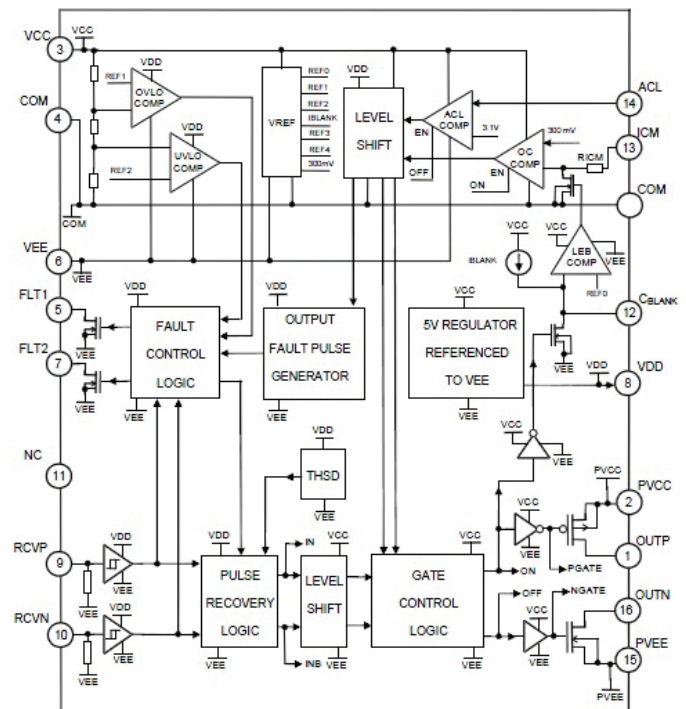 VCC
3
VCC
COM
4
REF1
VDD
OVLO
COMP
VDD
UVLO
COMP
REF2
COM
VREF
REF0
REF1
REF2
IBLANK
REF3
REF4
300mV
VDD
LEVEL
SHIFT
ACL
COMP
EN
3.1V
OFF
OC
COMP
EN
ON
300 mV
RICM
ACL
14
ICM
13
COM
VCC
IBLANK
VCC
LEB
COMP
VEE
REF0
CBLANK
12
VEE
6
VEE
FLT1
5
VEE
FLT2
7
VEE
VDD
FAULT
CONTROL
LOGIC
VEE
VDD
OUTPUT
FAULT PULSE
GENERATOR
VEE
VCC
5V REGULATOR
REFERENCED
TO VEE
VEE
VEE
VDD
VDD
8
VCC
VEE
NC
11
VDD
THSD
VEE
PVCC
PVCC
2
VCC
VEE
PGATE
OUTP
1
RCVP
9
VDD
VEE
VEE
RCVN
10
VDD
VEE
VEE
VDD
PULSE
RECOVERY
LOGIC
VEE
IN
INB
VCC
LEVEL
SHIFT
VEE
VCC
GATE
CONTROL
LOGIC
VEE
ON
OFF
NGATE
VCC
VEE
OUTN
16
PVEE
15
PVEE